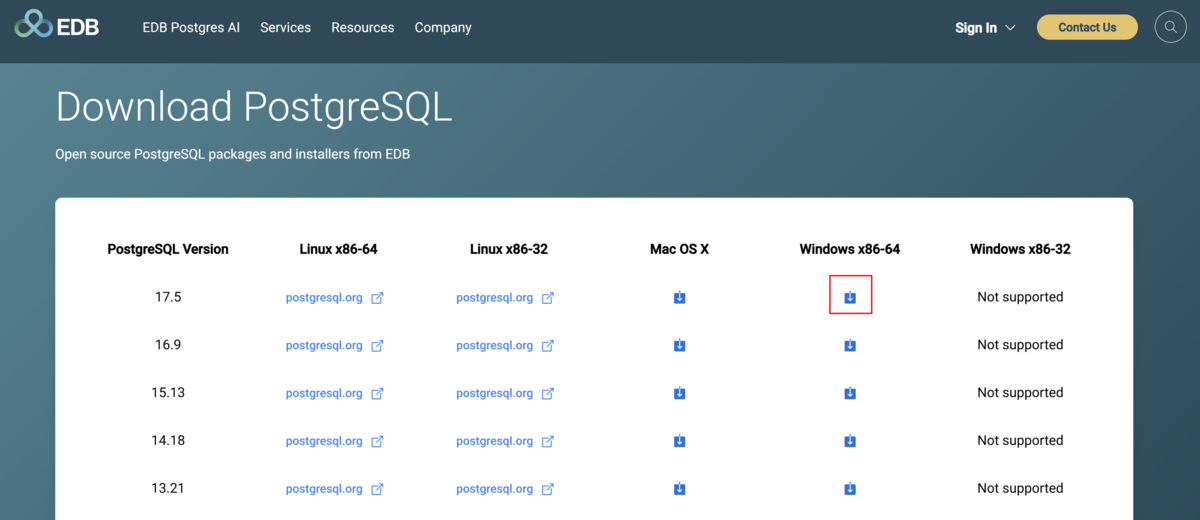 EDB EDB Postgres AI Services Resources Company Sign In Contact Us
Download PostgreSQL
Open source PostgreSQL packages and installers from EDB
PostgreSQL Version Linux x86-64 Linux x86-32 Mac OS X Windows x86-64 Windows x86-32
17.5 postgresql.org postgresql.org Not supported
16.9 postgresql.org postgresql.org Not supported
15.13 postgresql.org postgresql.org Not supported
14.18 postgresql.org postgresql.org Not supported
13.21 postgresql.org postgresql.org Not supported